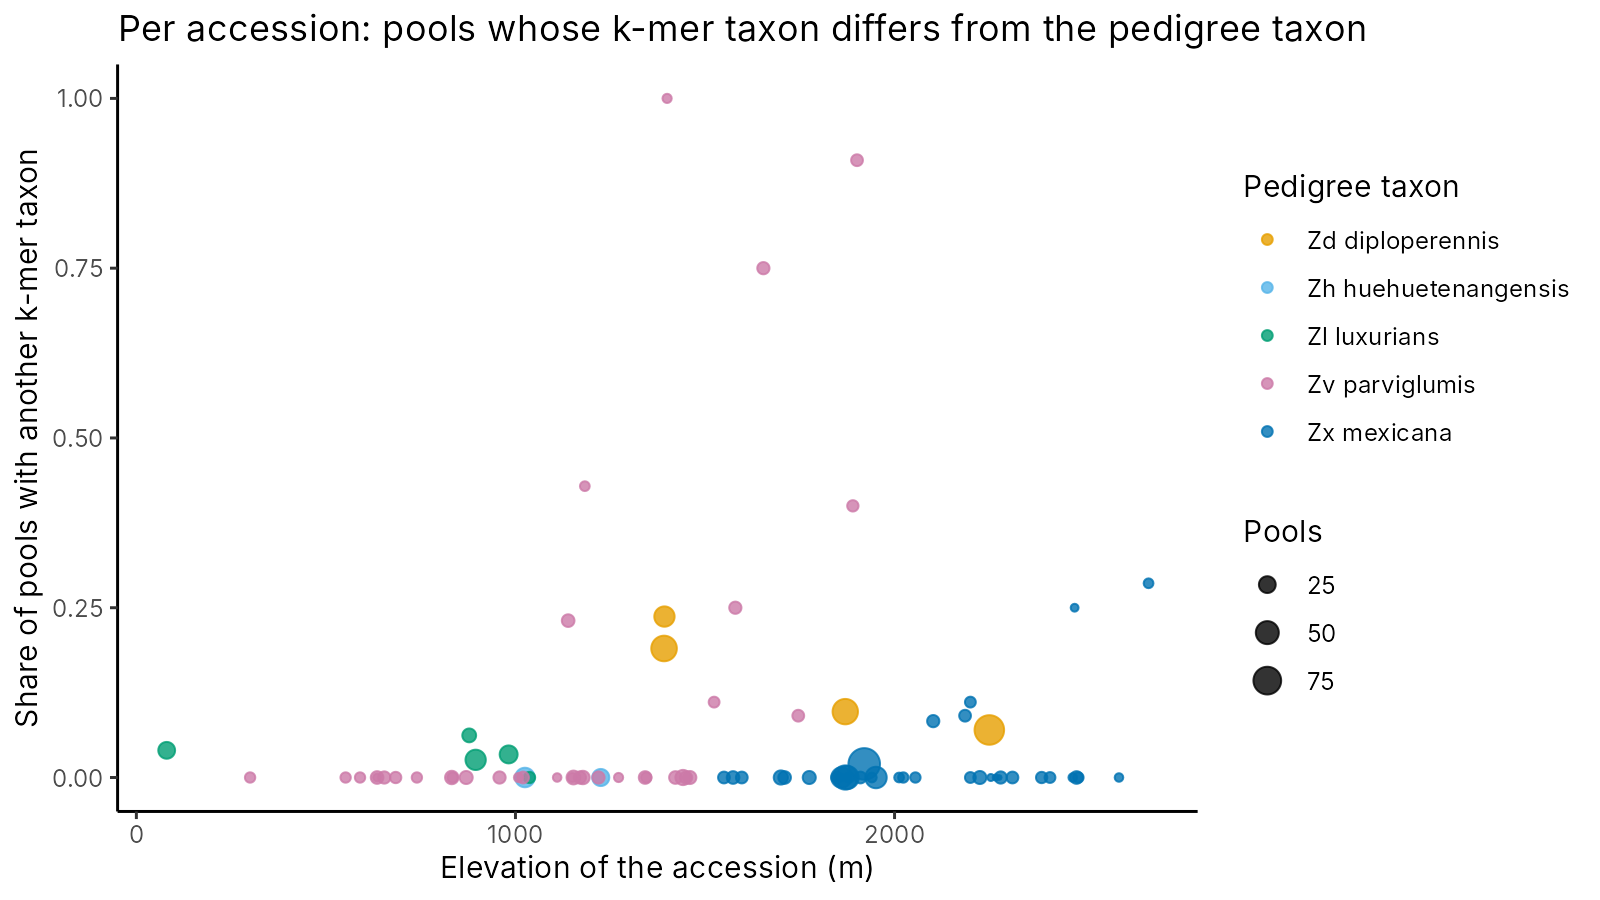 Per accession: pools whose k-mer taxon differs from the pedigree taxon
Share of pools with another k-mer taxon
1.00
0.75
0.50
0.25
0.00
0
1000
2000
Elevation of the accession (m)
Pedigree taxon
Zd diploperennis
Zh huehuetenangensis
Zl luxurians
Zv parviglumis
Zx mexicana
Pools
25
50
75